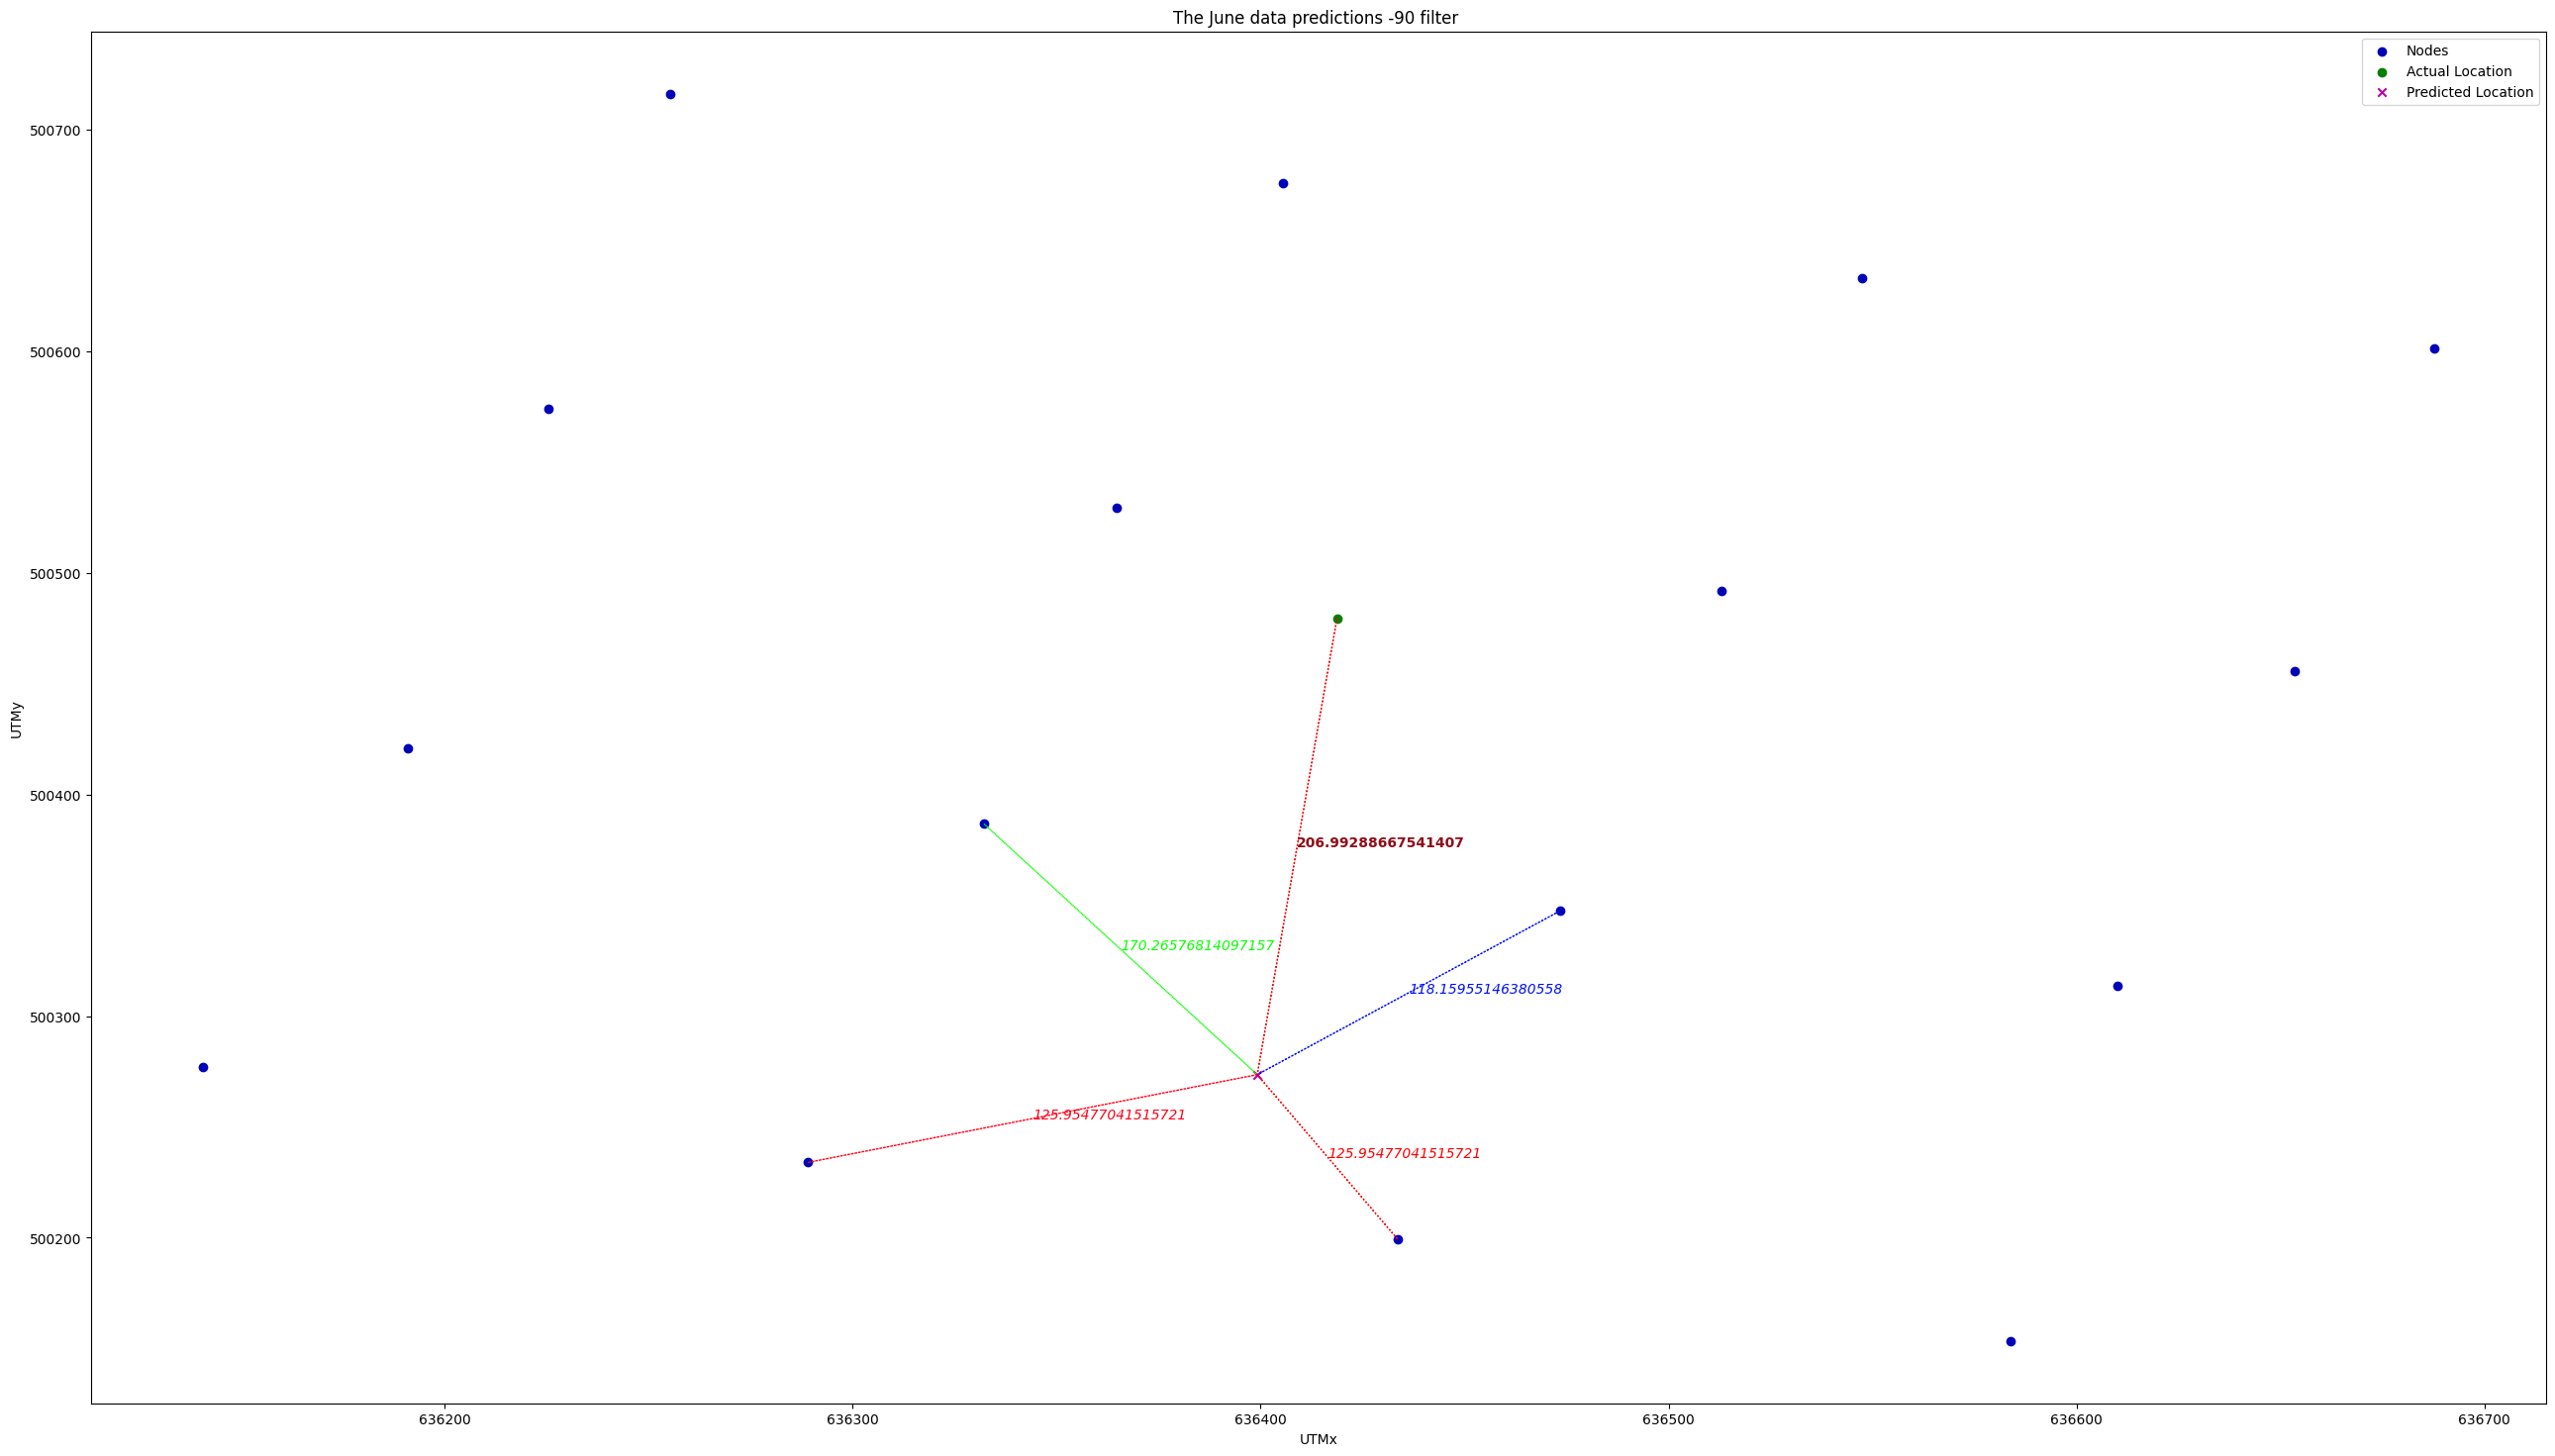 The June data predictions -90 filter
Nodes
Actual Location
Predicted Location
500700
500600
500500
500400
500300
500200
UTMy
206.99288667541407
170.26576814097157
118.15955146380558
125.95477041515721
125.95477041515721
636200
636300
636400
636500
636600
636700
UTMx